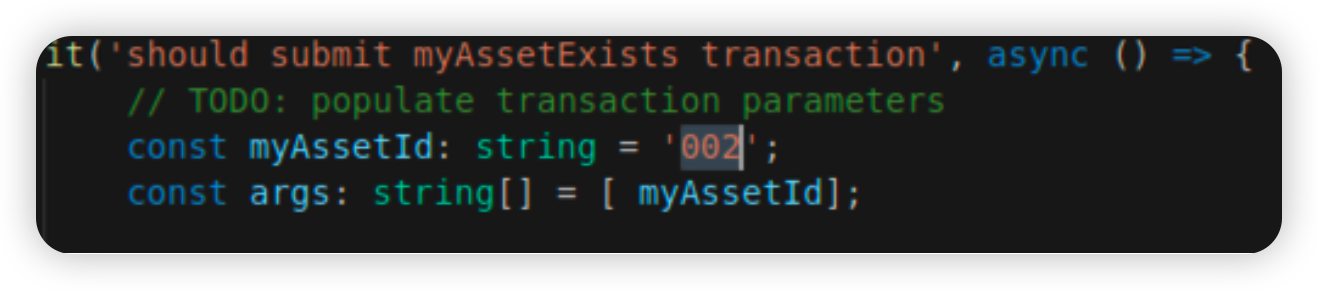 it('should submit myAssetExists transaction', async () => {
// TODO: populate transaction parameters
const myAssetId: string = '002';
const args: string[] = [ myAssetId];